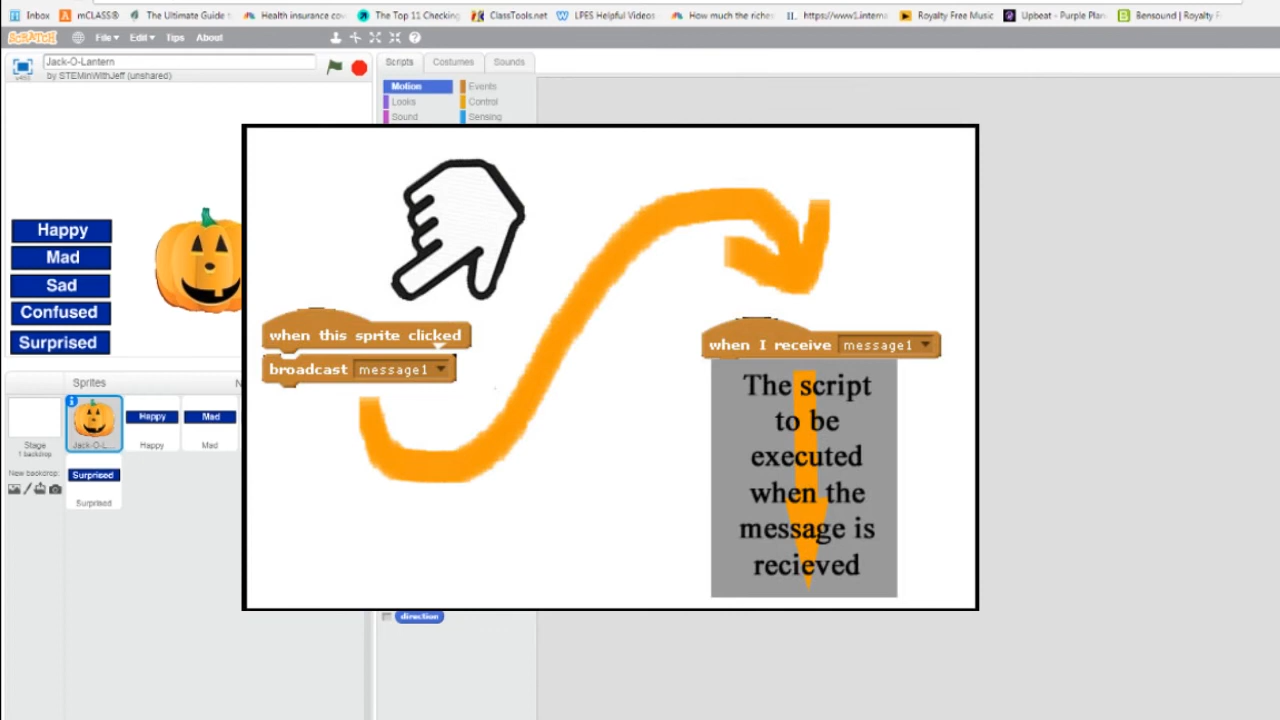 Inbox mCLASS® The Ultimate Guide Health insurance cov The Top 11 Checking ClassTools.net LPES Helpful Videos How much the riches https://www1.interna Royalty Free Music Upbeat - Purple Plan Bensound | Royalty F
SCRATCH File Edit Tips About
Jack-O-Lantern
by STEMinWithJeff (unshared)
Scripts Costumes Sounds
Motion Events
Looks Control
Sound Sensing
Happy
Mad
Sad
Confused
Surprised
when this sprite clicked
broadcast message1
when I receive message1
The script
to be
executed
when the
message is
recieved
Sprites
Happy Mad
Stage
1 backdrop
Jack-O-L... Happy Mad
New backdrop:
Surprised
Surprised
direction